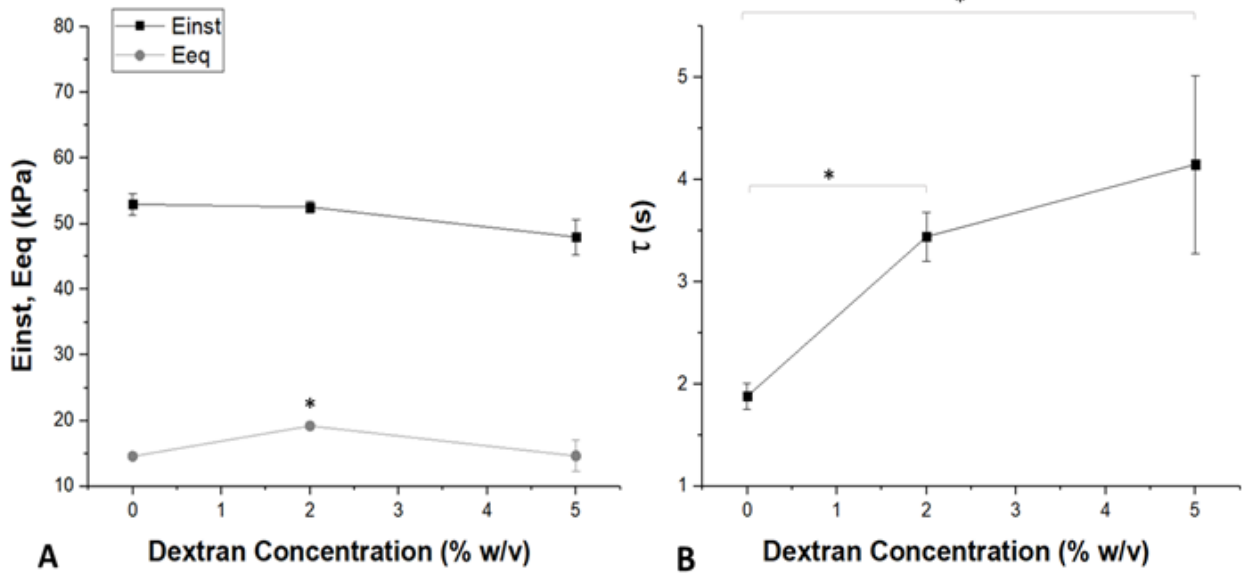 80
70
60
50
40
30
20
10
Einst, Eeq (kPa)
Einst
Eeq
*
0 1 2 3 4 5
Dextran Concentration (% w/v)
A
*
*
5
4
3
2
1
τ (s)
0 1 2 3 4 5
Dextran Concentration (% w/v)
B